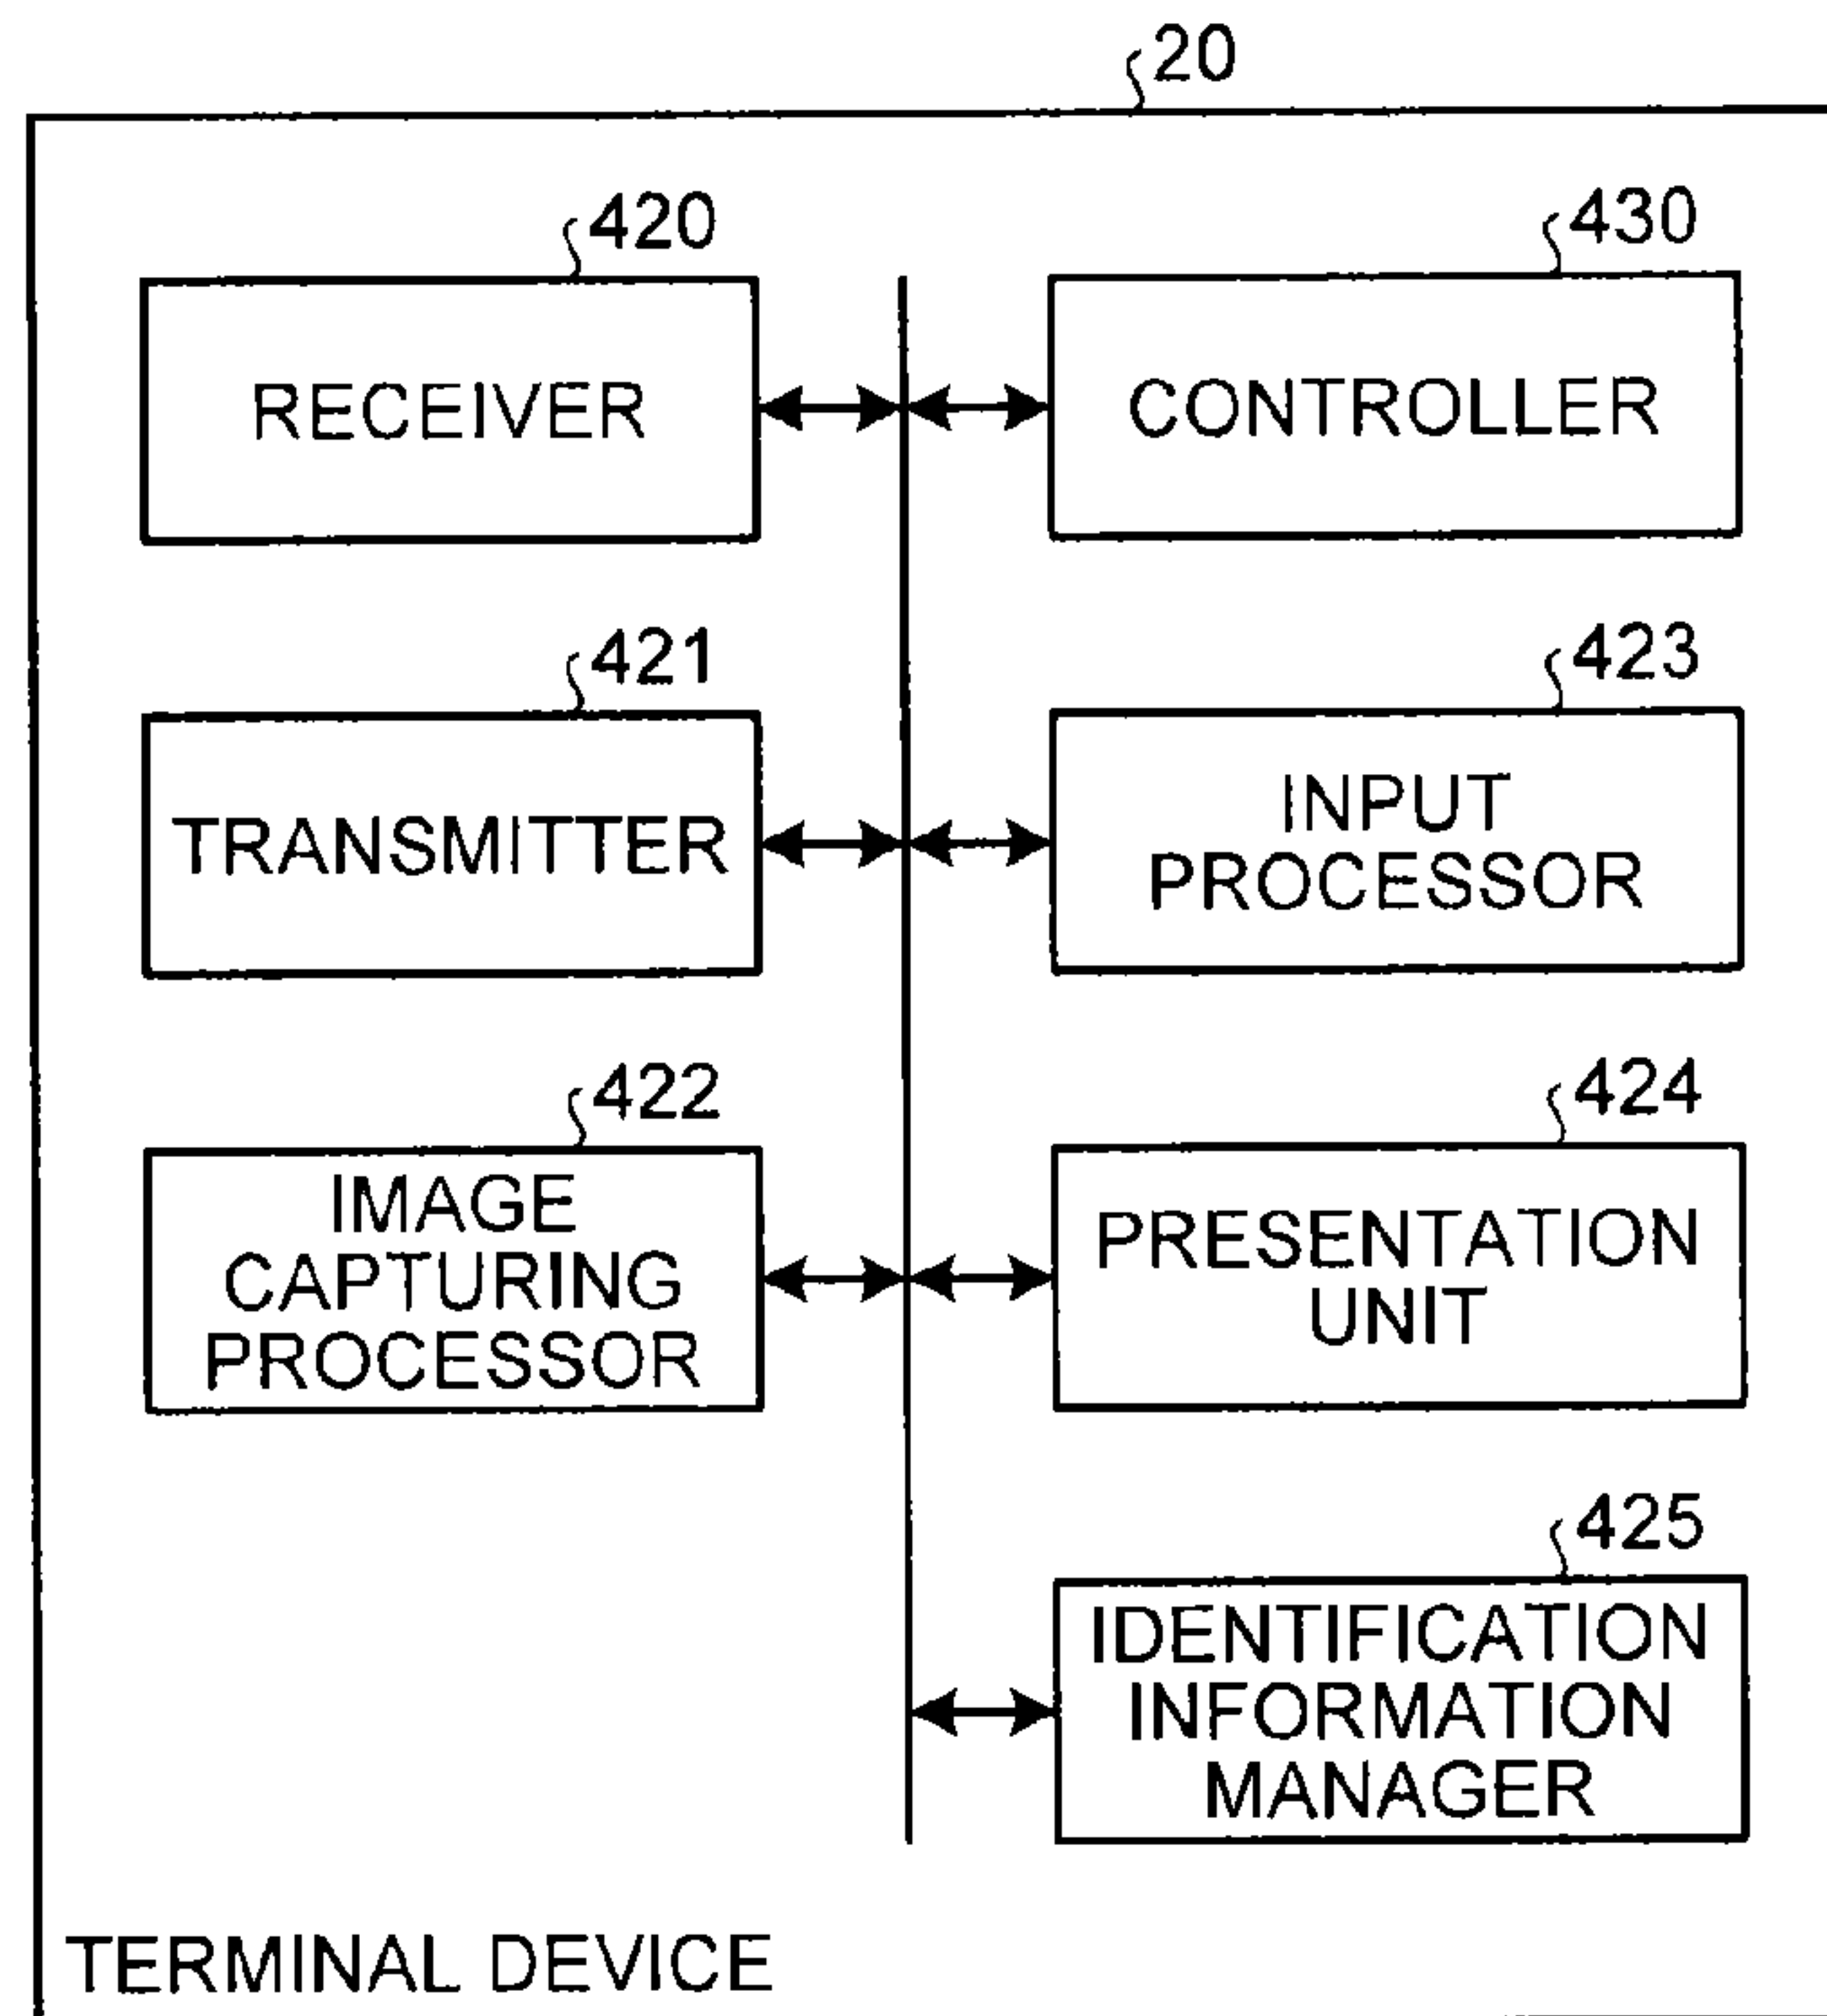 20
420
RECEIVER
430
CONTROLLER
421
TRANSMITTER
423
INPUT
PROCESSOR
422
IMAGE
CAPTURING
PROCESSOR
424
PRESENTATION
UNIT
425
IDENTIFICATION
INFORMATION
MANAGER
TERMINAL DEVICE